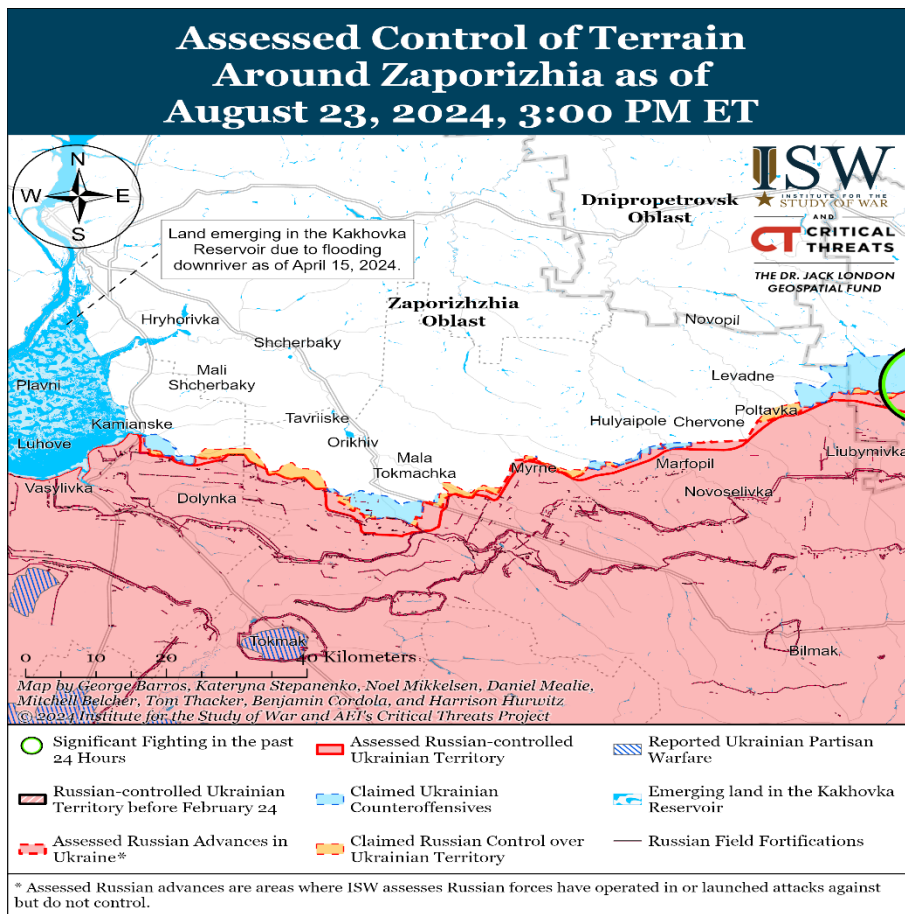 Assessed Control of Terrain
Around Zaporizhia as of
August 23, 2024, 3:00 PM ET
N
W E
S
Land emerging in the Kakhovka
Reservoir due to flooding
downriver as of April 15, 2024.
ISW
INSTITUTE FOR THE
STUDY OF WAR
AND
CT CRITICAL
THREATS
THE DR. JACK LONDON
GEOSPATIAL FUND
Dnipropetrovsk
Oblast
Zaporizhzhia
Oblast
Hryhorivka
Novopil
Shcherbaky
Mali
Shcherbaky
Levadne
Plavni
Tavriiske
Poltavka
Kamianske
Hulyaipole
Chervone
Orikhiv
Luhove
Mala
Tokmachka
Myrne
Marfopil
Liubymivka
Vasylivka
Dolynka
Novoselivka
Tokmak
Bilmak
0 10 20 40 Kilometers
Map by George Barros, Kateryna Stepanenko, Noel Mikkelsen, Daniel Mealie,
Mitchell Belcher, Tom Thacker, Benjamin Cordola, and Harrison Hurwitz
© 2024 Institute for the Study of War and AEI's Critical Threats Project
Significant Fighting in the past
24 Hours
Assessed Russian-controlled
Ukrainian Territory
Reported Ukrainian Partisan
Warfare
Russian-controlled Ukrainian
Territory before February 24
Claimed Ukrainian
Counteroffensives
Emerging land in the Kakhovka
Reservoir
Assessed Russian Advances in
Ukraine*
Claimed Russian Control over
Ukrainian Territory
Russian Field Fortifications
* Assessed Russian advances are areas where ISW assesses Russian forces have operated in or launched attacks against
but do not control.